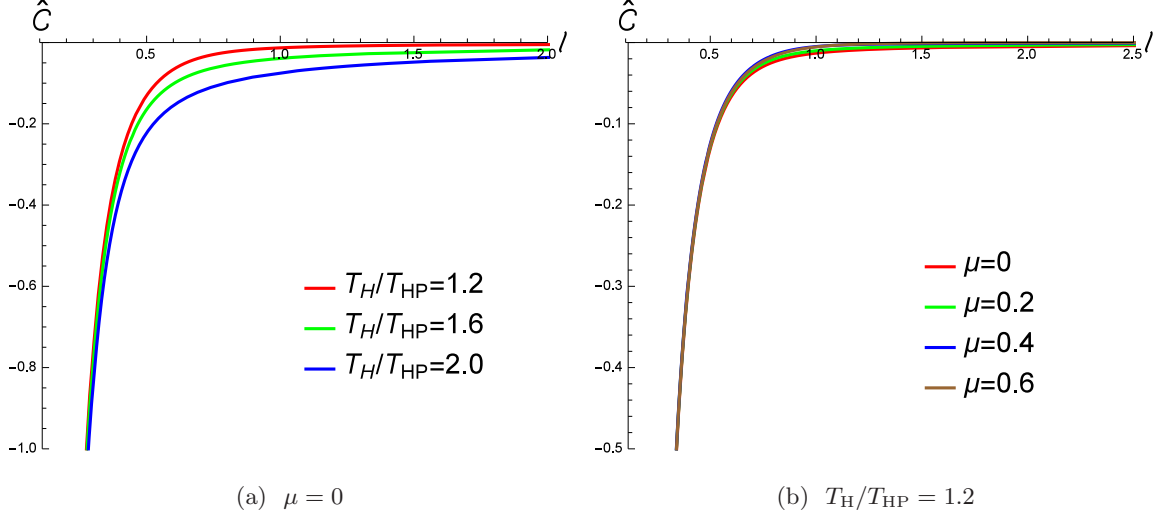 Ĉ
0.5 1.0 1.5 2.0 l
-0.2
-0.4
-0.6
-0.8
-1.0
T_H/T_HP=1.2
T_H/T_HP=1.6
T_H/T_HP=2.0
(a) μ = 0
Ĉ
0.5 1.0 1.5 2.0 2.5 l
-0.1
-0.2
-0.3
-0.4
-0.5
μ=0
μ=0.2
μ=0.4
μ=0.6
(b) T_H/T_HP = 1.2